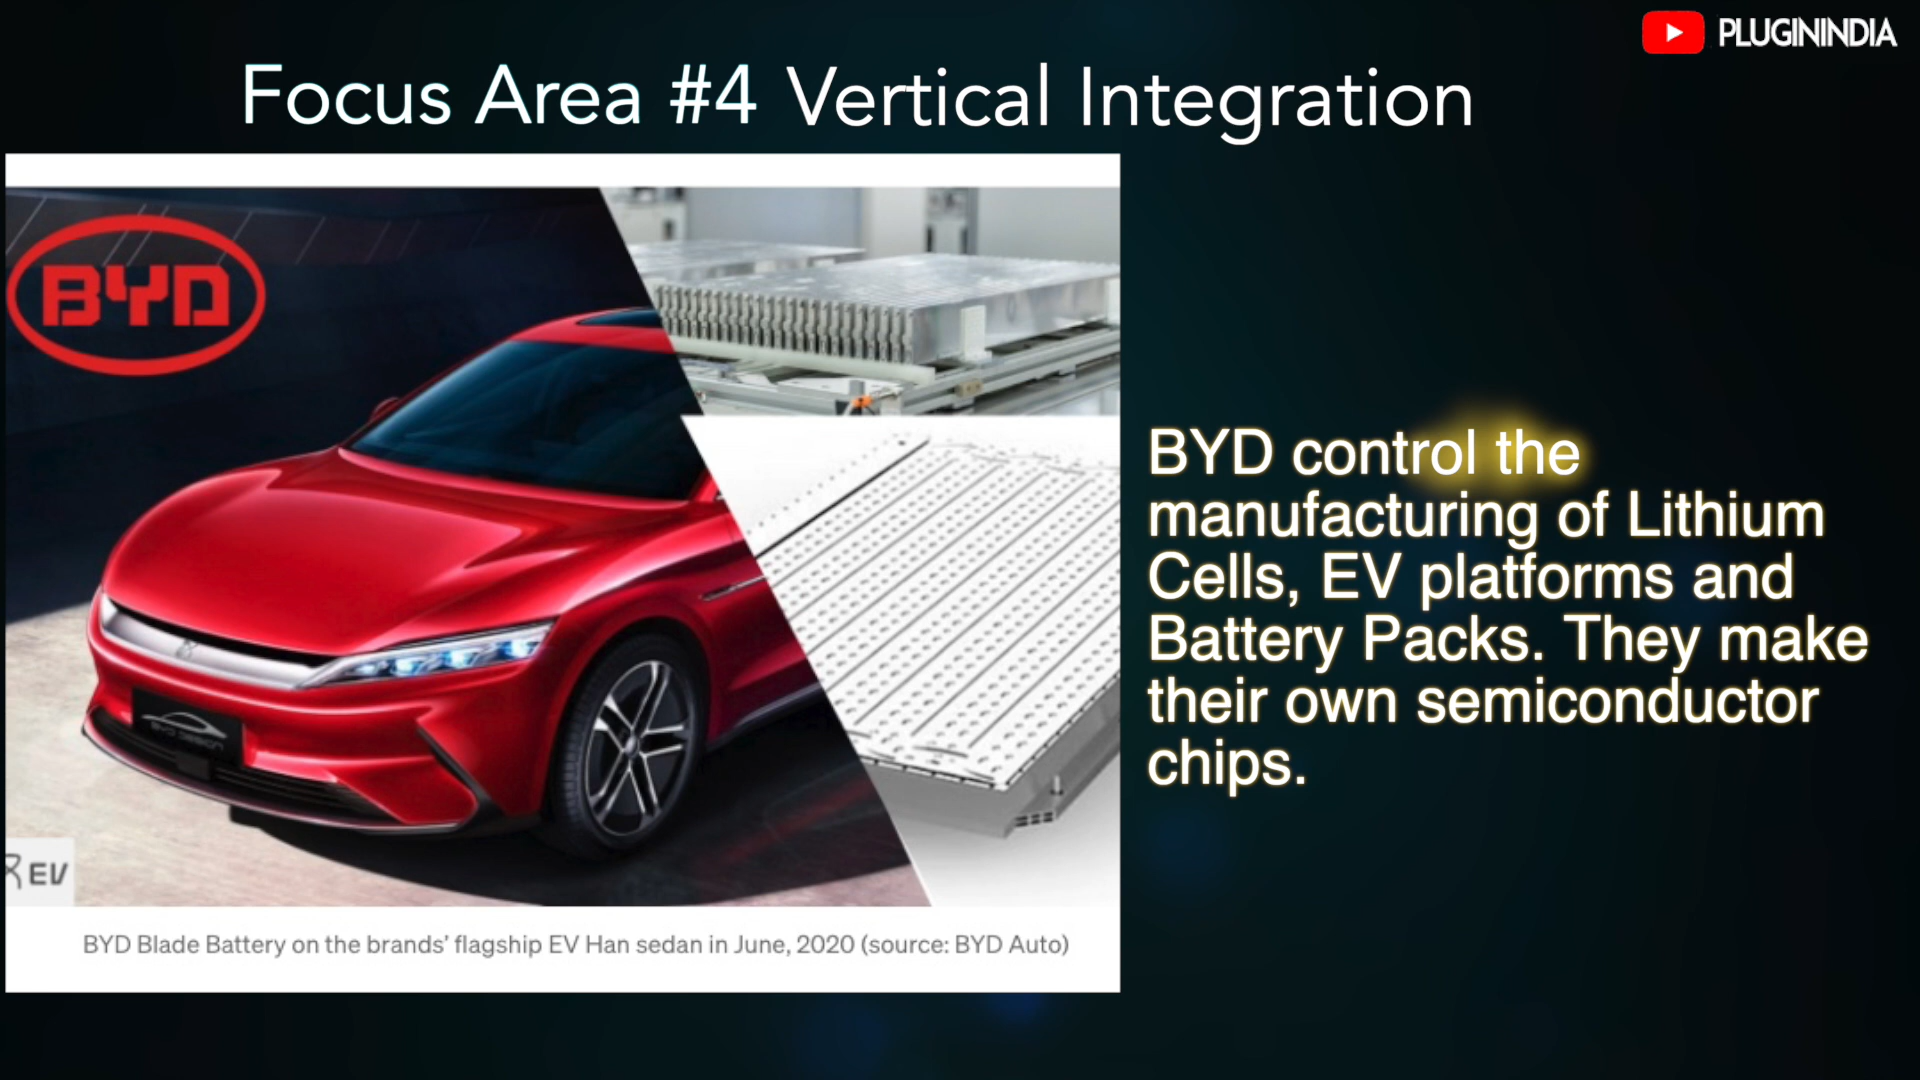 PLUGININDIA
Focus Area #4 Vertical Integration
BYD
BYD control the
manufacturing of Lithium
Cells, EV platforms and
Battery Packs. They make
their own semiconductor
chips.
BYD DESIGN
EV
BYD Blade Battery on the brands’ flagship EV Han sedan in June, 2020 (source: BYD Auto)